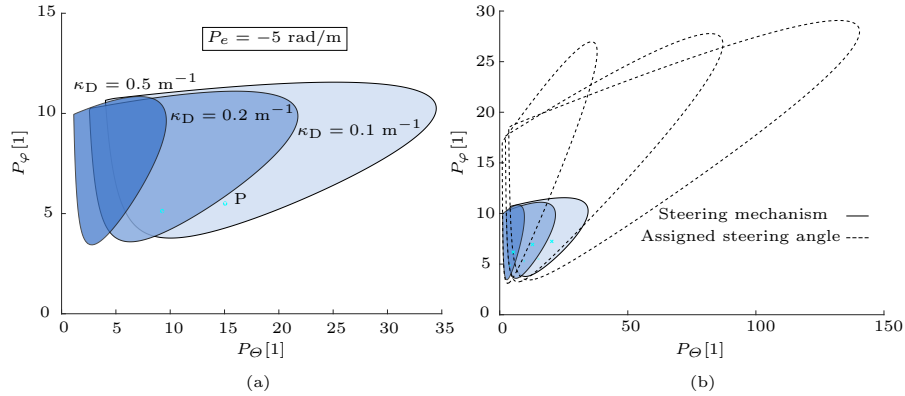 15
10
5
0
P_φ[1]
P_e = −5 rad/m
κ_D = 0.5 m⁻¹
κ_D = 0.2 m⁻¹
κ_D = 0.1 m⁻¹
P
0 5 10 15 20 25 30 35
P_Θ[1]
(a)
30
25
20
15
10
5
0
P_φ[1]
Steering mechanism
Assigned steering angle
0 50 100 150
P_Θ[1]
(b)